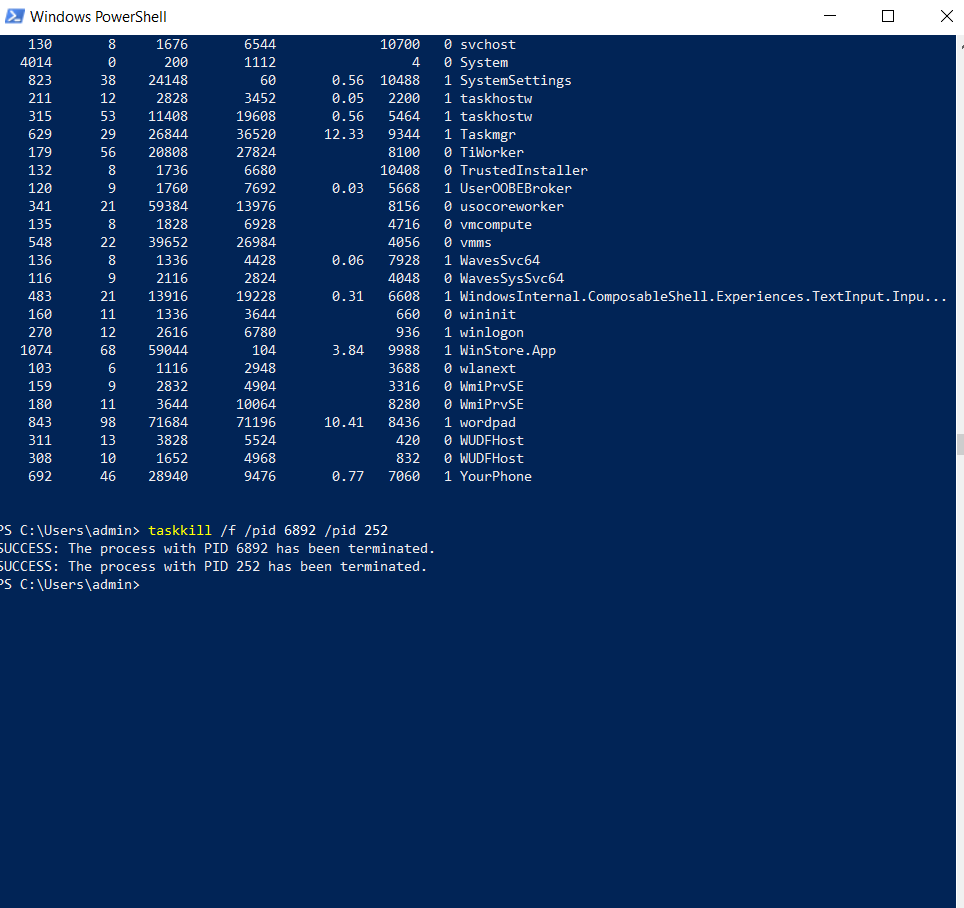 Windows PowerShell
130 8 1676 6544 10700 0 svchost
4014 0 200 1112 4 0 System
823 38 24148 60 0.56 10488 1 SystemSettings
211 12 2828 3452 0.05 2200 1 taskhostw
315 53 11408 19608 0.56 5464 1 taskhostw
629 29 26844 36520 12.33 9344 1 Taskmgr
179 56 20808 27824 8100 0 TiWorker
132 8 1736 6680 10408 0 TrustedInstaller
120 9 1760 7692 0.03 5668 1 UserOOBEBroker
341 21 59384 13976 8156 0 usocoreworker
135 8 1828 6928 4716 0 vmcompute
548 22 39652 26984 4056 0 vmms
136 8 1336 4428 0.06 7928 1 WavesSvc64
116 9 2116 2824 4048 0 WavesSysSvc64
483 21 13916 19228 0.31 6608 1 WindowsInternal.ComposableShell.Experiences.TextInput.Inpu...
160 11 1336 3644 660 0 wininit
270 12 2616 6780 936 1 winlogon
1074 68 59044 104 3.84 9988 1 WinStore.App
103 6 1116 2948 3688 0 wlanext
159 9 2832 4904 3316 0 WmiPrvSE
180 11 3644 10064 8280 0 WmiPrvSE
843 98 71684 71196 10.41 8436 1 wordpad
311 13 3828 5524 420 0 WUDFHost
308 10 1652 4968 832 0 WUDFHost
692 46 28940 9476 0.77 7060 1 YourPhone
PS C:\Users\admin> taskkill /f /pid 6892 /pid 252
SUCCESS: The process with PID 6892 has been terminated.
SUCCESS: The process with PID 252 has been terminated.
PS C:\Users\admin>